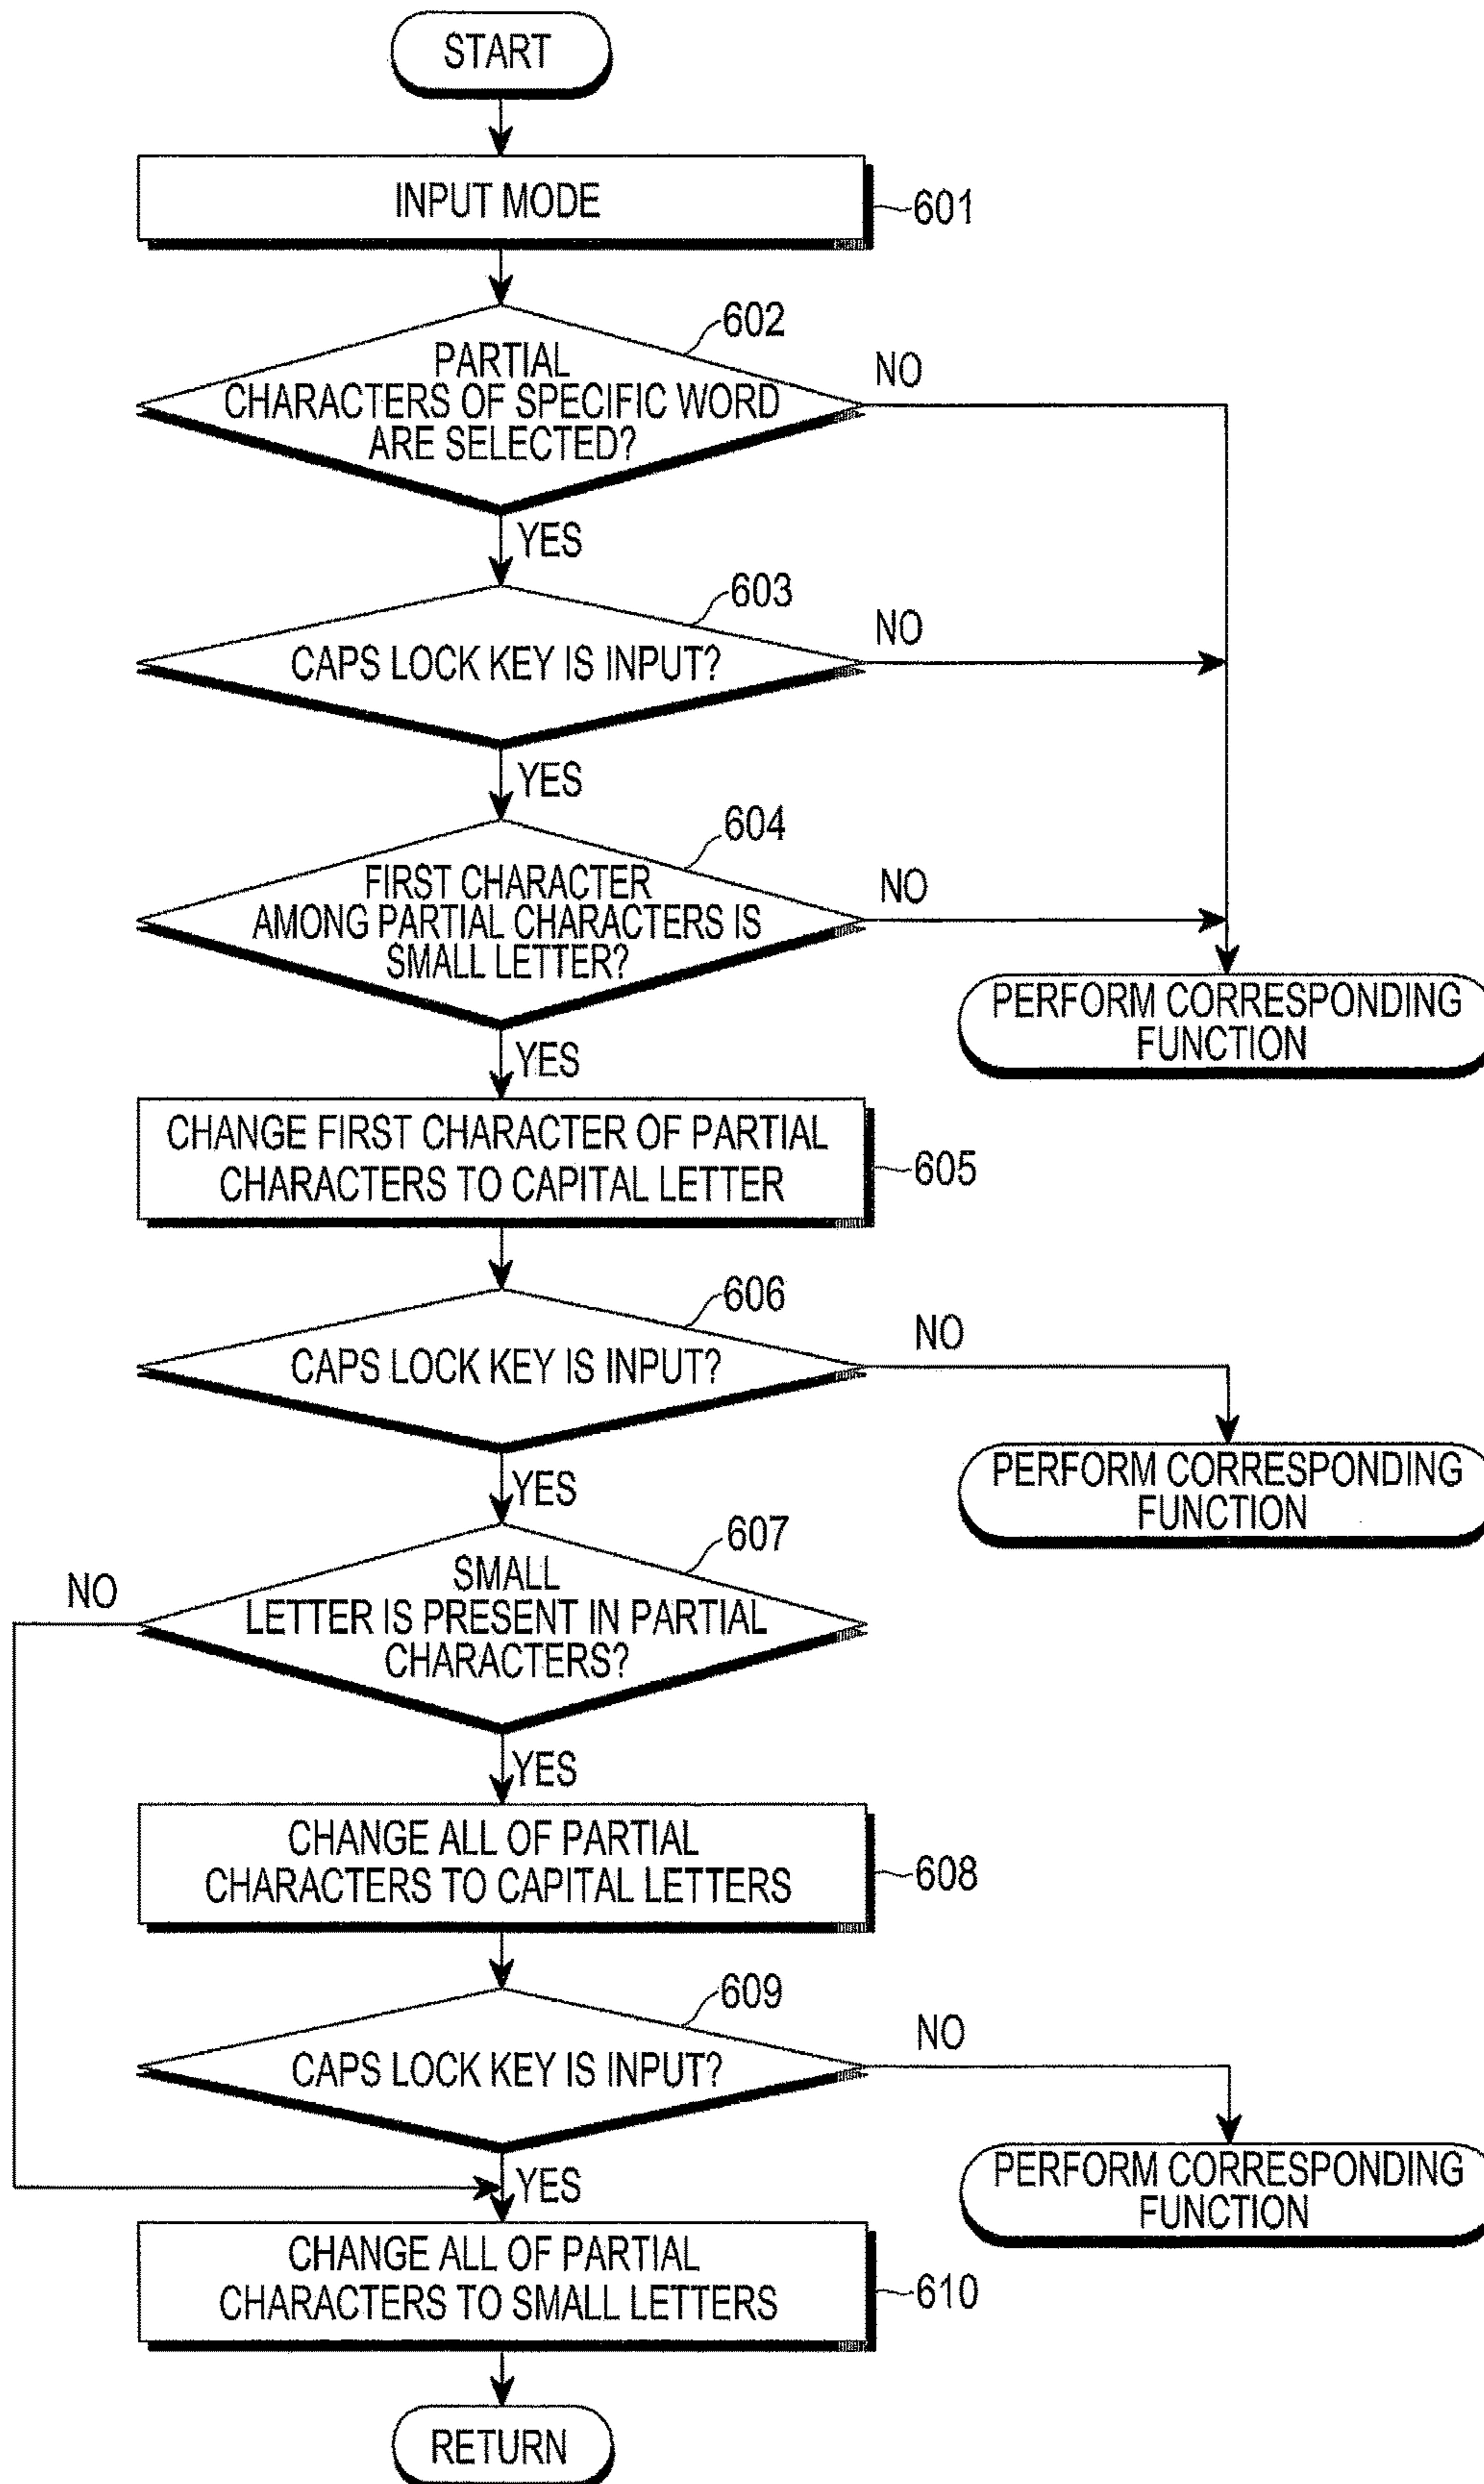 START
INPUT MODE
601
602
PARTIAL
CHARACTERS OF SPECIFIC WORD
ARE SELECTED?
NO
YES
603
CAPS LOCK KEY IS INPUT?
NO
YES
604
FIRST CHARACTER
AMONG PARTIAL CHARACTERS IS
SMALL LETTER?
NO
PERFORM CORRESPONDING
FUNCTION
YES
CHANGE FIRST CHARACTER OF PARTIAL
CHARACTERS TO CAPITAL LETTER
605
606
CAPS LOCK KEY IS INPUT?
NO
PERFORM CORRESPONDING
FUNCTION
YES
607
SMALL
LETTER IS PRESENT IN PARTIAL
CHARACTERS?
NO
YES
CHANGE ALL OF PARTIAL
CHARACTERS TO CAPITAL LETTERS
608
609
CAPS LOCK KEY IS INPUT?
NO
PERFORM CORRESPONDING
FUNCTION
YES
CHANGE ALL OF PARTIAL
CHARACTERS TO SMALL LETTERS
610
RETURN